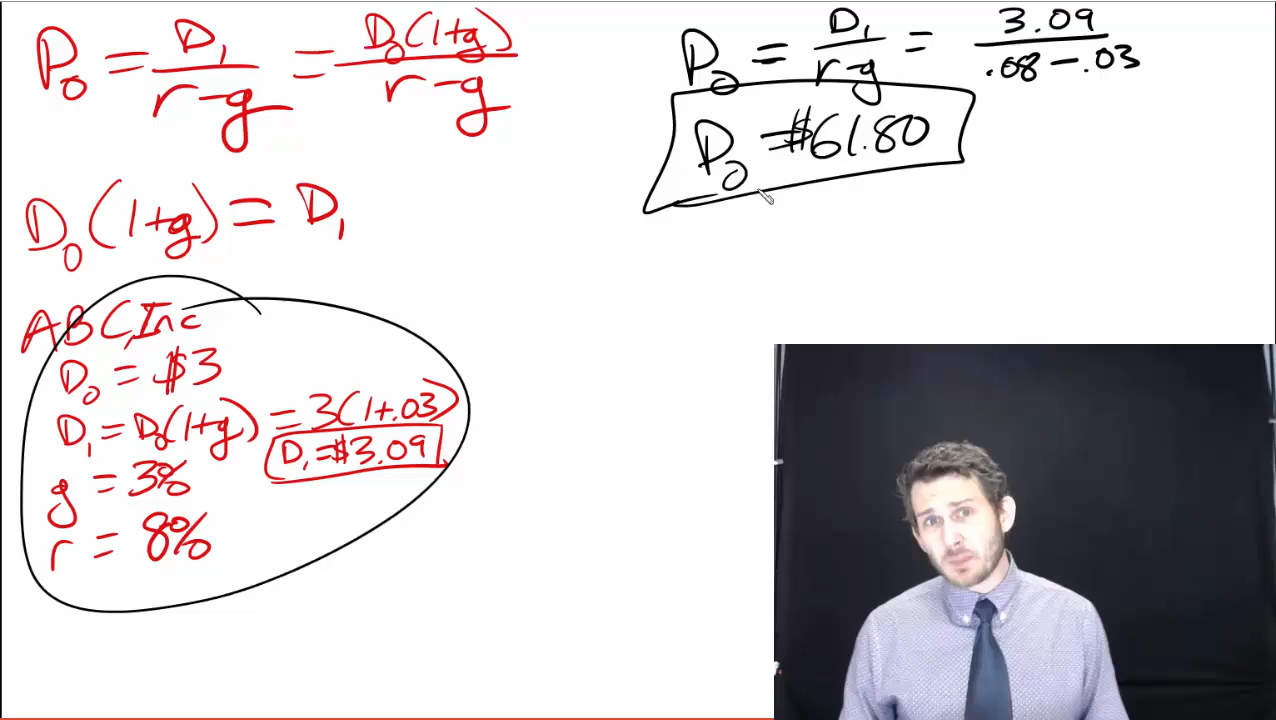 P₀ = D₁/(r-g) = D₀(1+g)/(r-g)
D₀(1+g) = D₁
ABC, Inc
D₀ = $3
D₁ = D₀(1+g) = 3(1+.03)
D₁=$3.09
g = 3%
r = 8%
P₀ = D₁/(r-g) = 3.09/(.08-.03)
P₀ =$61.80